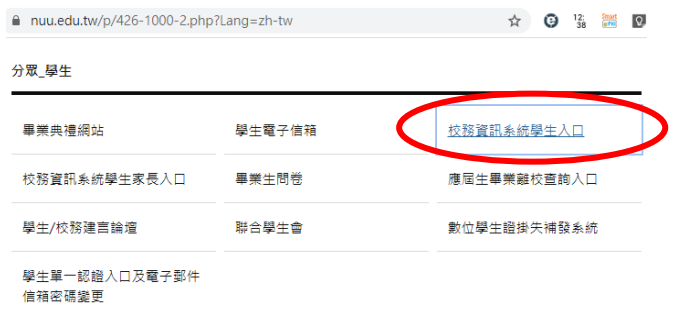 nuu.edu.tw/p/426-1000-2.php?Lang=zh-tw
12:
38
分眾_學生
畢業典禮網站
學生電子信箱
校務資訊系統學生入口
校務資訊系統學生家長入口
畢業生問卷
應屆生畢業離校查詢入口
學生/校務建言論壇
聯合學生會
數位學生證掛失補發系統
學生單一認證入口及電子郵件
信箱密碼變更